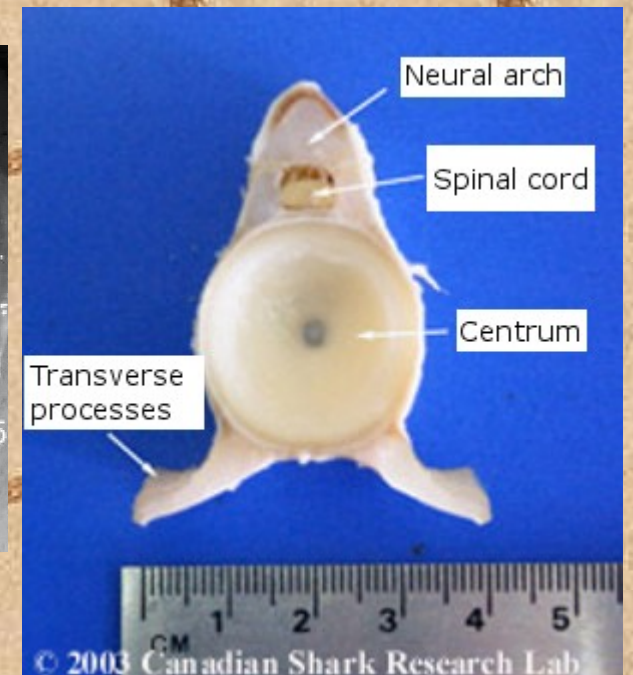 Neural arch
Spinal cord
Centrum
Transverse
processes
CM 1 2 3 4 5
© 2003 Canadian Shark Research Lab